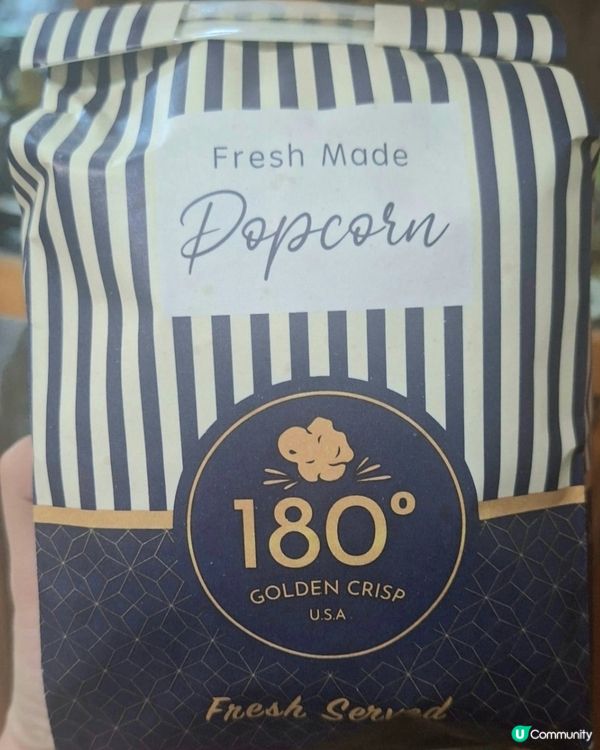 Fresh Made
Popcorn
180°
GOLDEN CRISP
U.S.A
Fresh Served
U Community